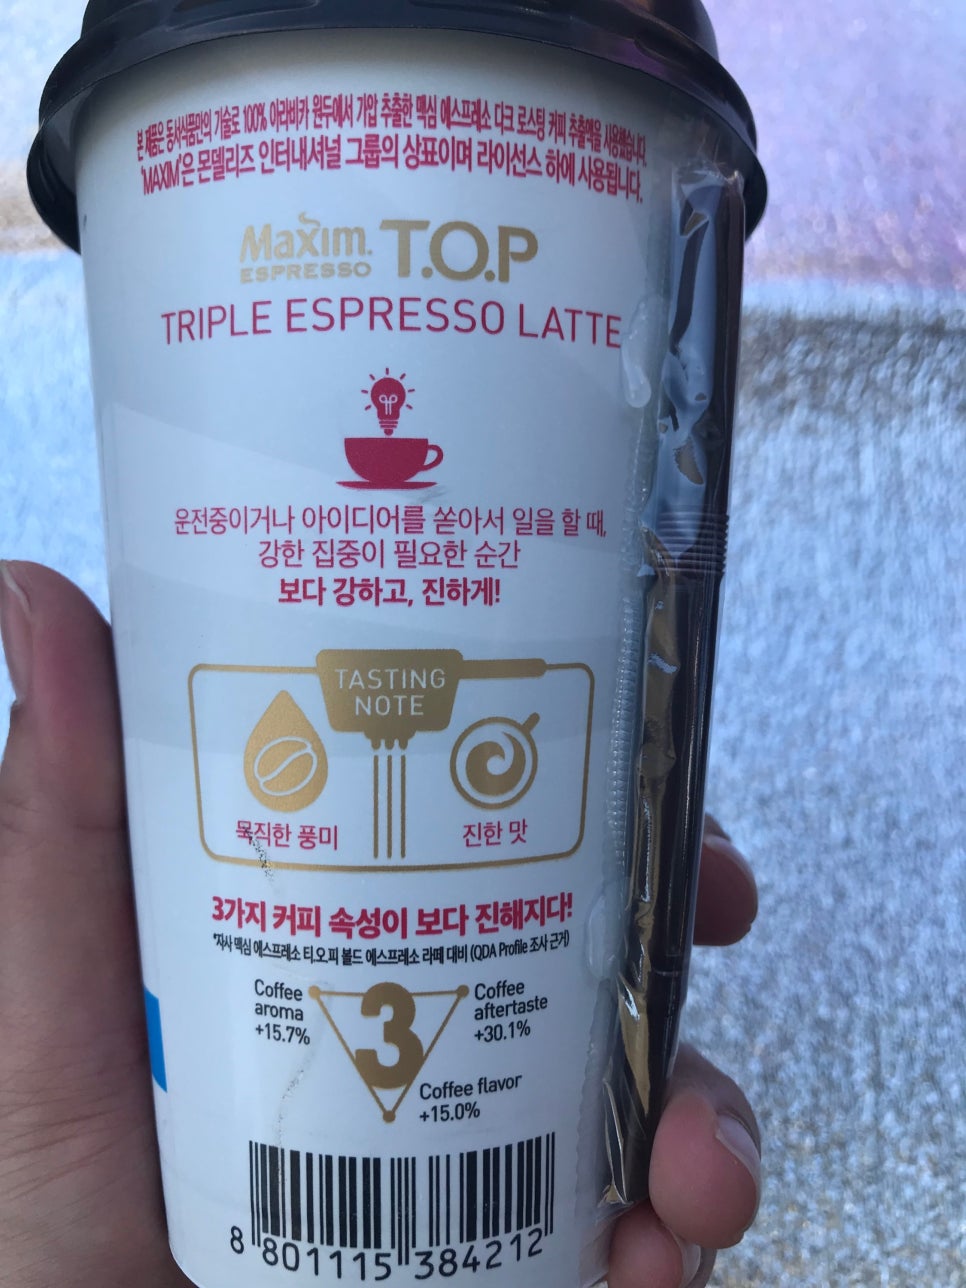 본 제품은 동서식품만의 기술로 100% 아라비카 원두에서 가압 추출한 맥심 에스프레소 다크 로스팅 커피 추출액을 사용했습니다.
'MAXIM'은 몬델리즈 인터내셔널 그룹의 상표이며 라이선스 하에 사용됩니다.
Maxim.
ESPRESSO
T.O.P
TRIPLE ESPRESSO LATTE
운전중이거나 아이디어를 쏟아서 일을 할 때,
강한 집중이 필요한 순간
보다 강하고, 진하게!
TASTING
NOTE
묵직한 풍미
진한 맛
3가지 커피 속성이 보다 진해지다!
*자사 맥심 에스프레소 티.오.피 볼드 에스프레소 라떼 대비 (QDA Profile 조사 근거)
Coffee
aroma
+15.7%
3
Coffee
aftertaste
+30.1%
Coffee flavor
+15.0%
8 801115 384212